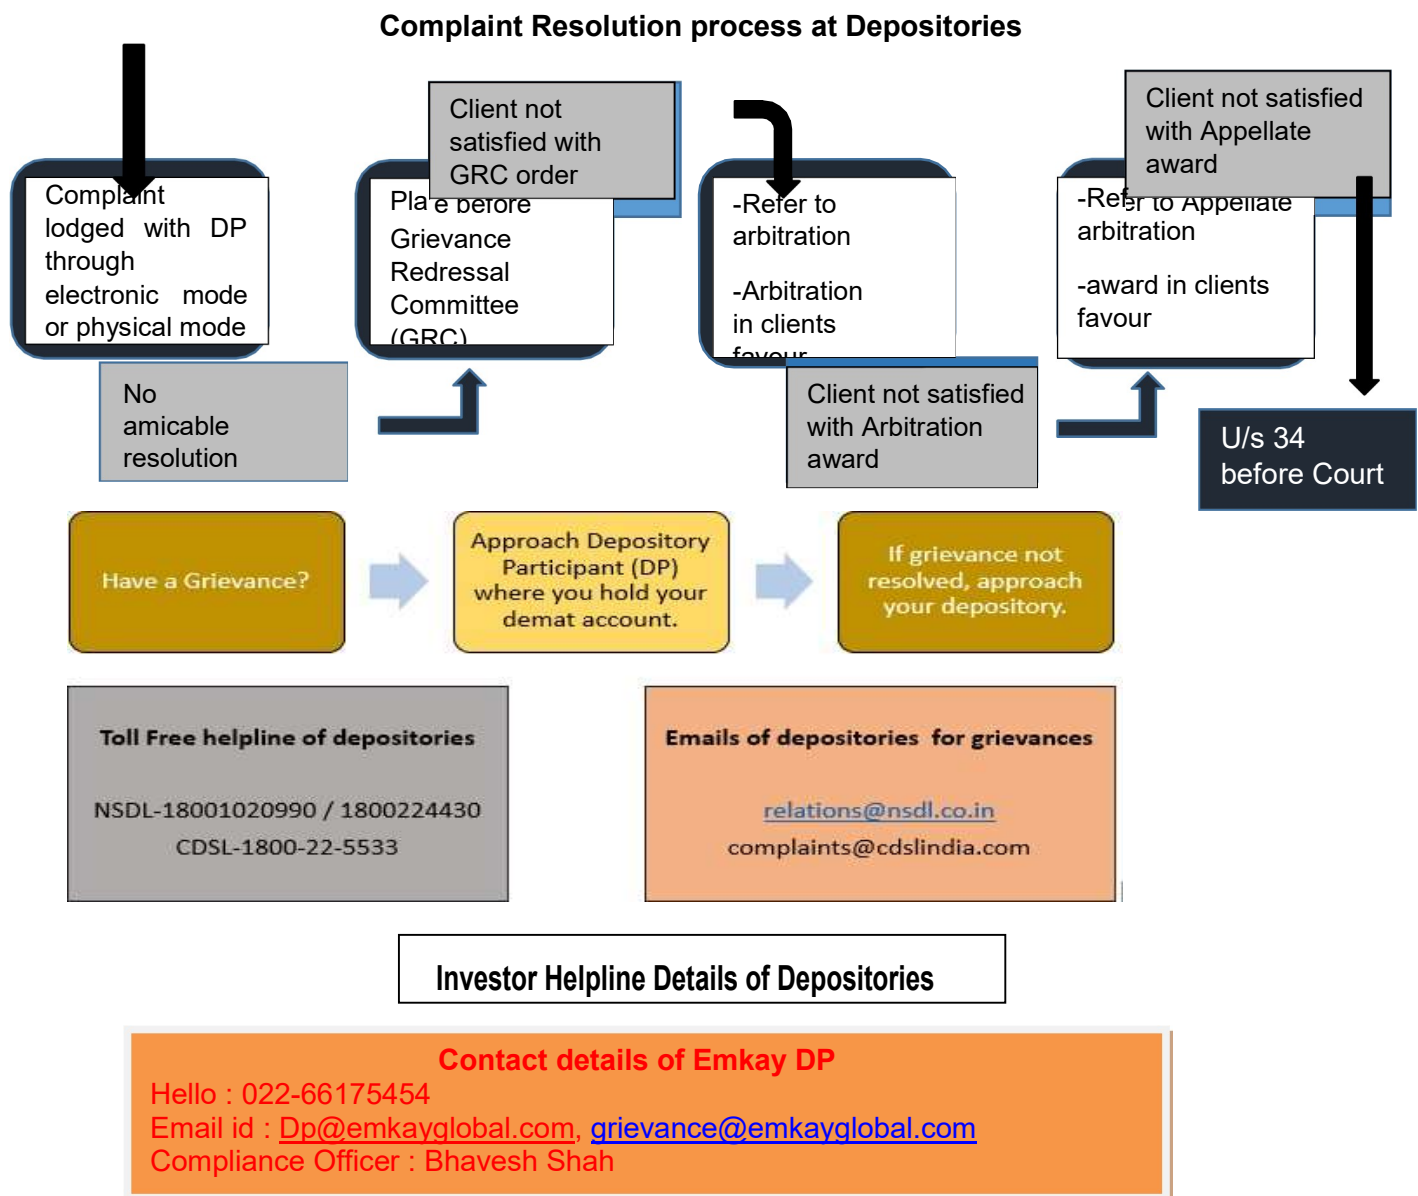 Complaint Resolution process at Depositories
Complaint
lodged with DP
through
electronic mode
or physical mode
No
amicable
resolution
Place before
Grievance
Redressal
Committee
(GRC)
Client not
satisfied with
GRC order
-Refer to
arbitration
-Arbitration
in clients
favour
Client not satisfied
with Arbitration
award
-Refer to Appellate
arbitration
-award in clients
favour
Client not satisfied
with Appellate
award
U/s 34
before Court
Have a Grievance?
Approach Depository
Participant (DP)
where you hold your
demat account.
If grievance not
resolved, approach
your depository.
Toll Free helpline of depositories
NSDL-18001020990 / 1800224430
CDSL-1800-22-5533
Emails of depositories for grievances
relations@nsdl.co.in
complaints@cdslindia.com
Investor Helpline Details of Depositories
Contact details of Emkay DP
Hello : 022-66175454
Email id : Dp@emkayglobal.com, grievance@emkayglobal.com
Compliance Officer : Bhavesh Shah